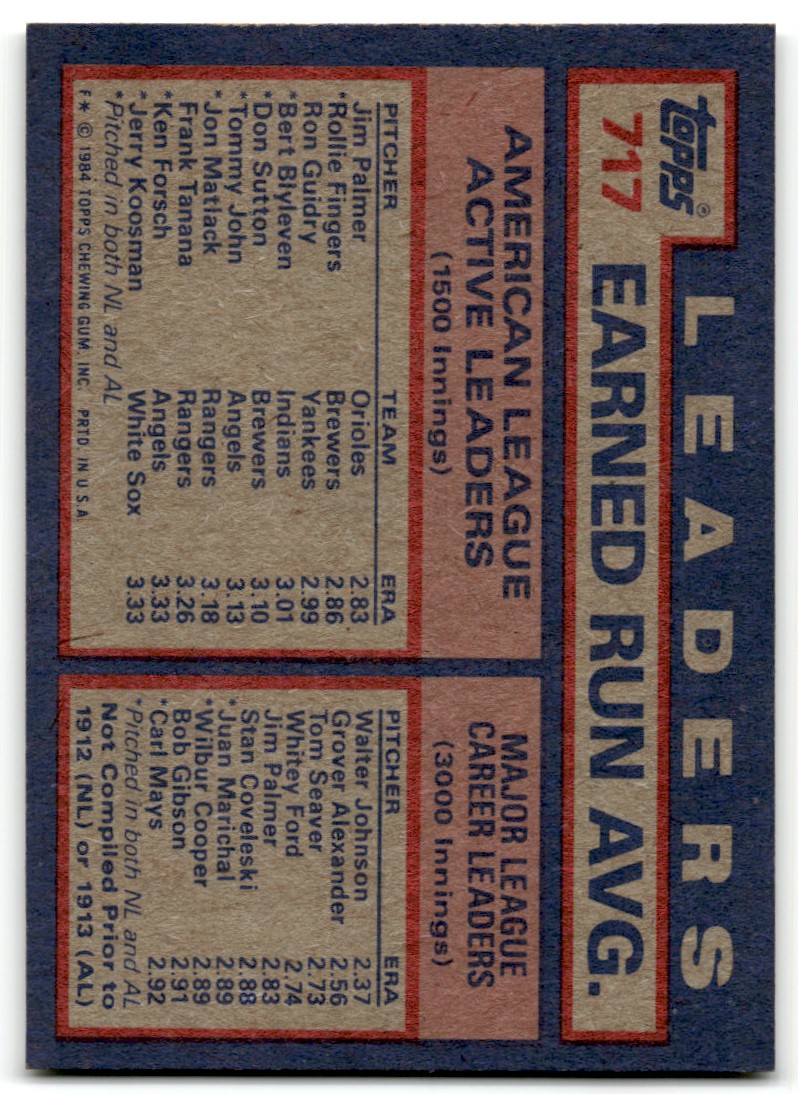 topps®
717
LEADERS
EARNED RUN AVG.
AMERICAN LEAGUE
ACTIVE LEADERS
(1500 Innings)
PITCHER TEAM ERA
Jim Palmer Orioles 2.83
*Rollie Fingers Brewers 2.86
Ron Guidry Yankees 2.99
*Bert Blyleven Indians 3.01
*Don Sutton Brewers 3.10
*Tommy John Angels 3.13
*Jon Matlack Rangers 3.18
Frank Tanana Rangers 3.26
*Ken Forsch Angels 3.33
*Jerry Koosman White Sox 3.33
*Pitched in both NL and AL
F* © 1984 TOPPS CHEWING GUM, INC. PRTD. IN U.S.A.
MAJOR LEAGUE
CAREER LEADERS
(3000 Innings)
PITCHER ERA
Walter Johnson 2.37
Grover Alexander 2.56
Tom Seaver 2.73
Whitey Ford 2.74
Jim Palmer 2.83
Stan Coveleski 2.88
*Juan Marichal 2.89
*Wilbur Cooper 2.89
Bob Gibson 2.91
*Carl Mays 2.92
*Pitched in both NL and AL
Not Compiled Prior to
1912 (NL) or 1913 (AL)